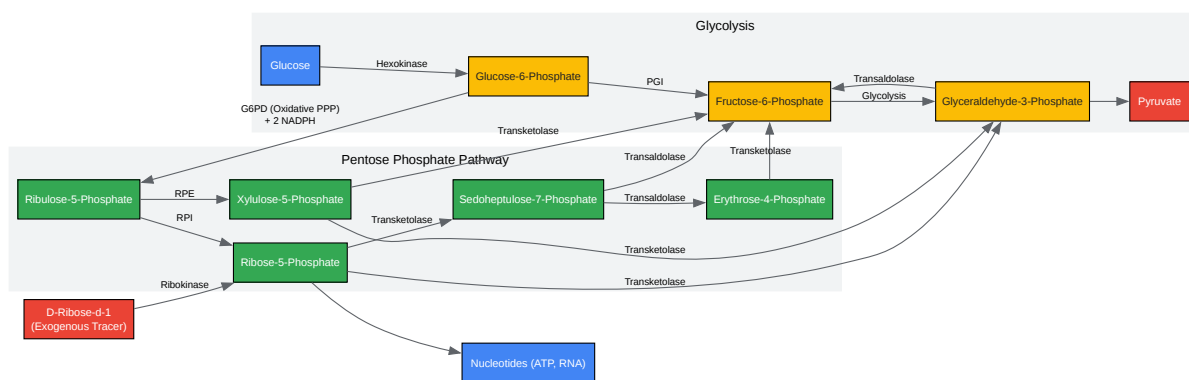 Glycolysis
Glucose
Hexokinase
Glucose-6-Phosphate
PGI
Fructose-6-Phosphate
Transaldolase
Glycolysis
Glyceraldehyde-3-Phosphate
Pyruvate
G6PD (Oxidative PPP)
+ 2 NADPH
Transketolase
Pentose Phosphate Pathway
Transaldolase
Transketolase
Ribulose-5-Phosphate
RPE
Xylulose-5-Phosphate
Sedoheptulose-7-Phosphate
Transaldolase
Erythrose-4-Phosphate
RPI
Transketolase
Transketolase
Ribose-5-Phosphate
Transketolase
Ribokinase
D-Ribose-d-1
(Exogenous Tracer)
Nucleotides (ATP, RNA)